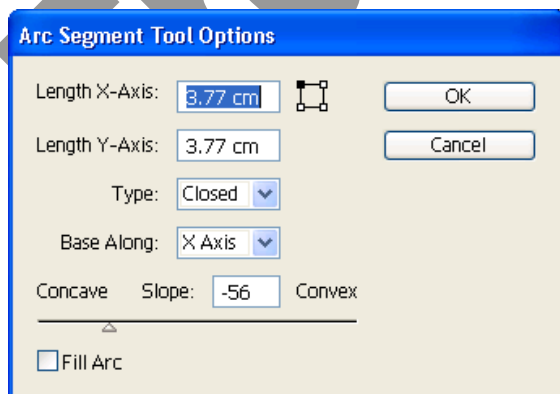 Arc Segment Tool Options
Length X-Axis: 3.77 cm OK
Length Y-Axis: 3.77 cm Cancel
Type: Closed
Base Along: X Axis
Concave Slope: -56 Convex
Fill Arc